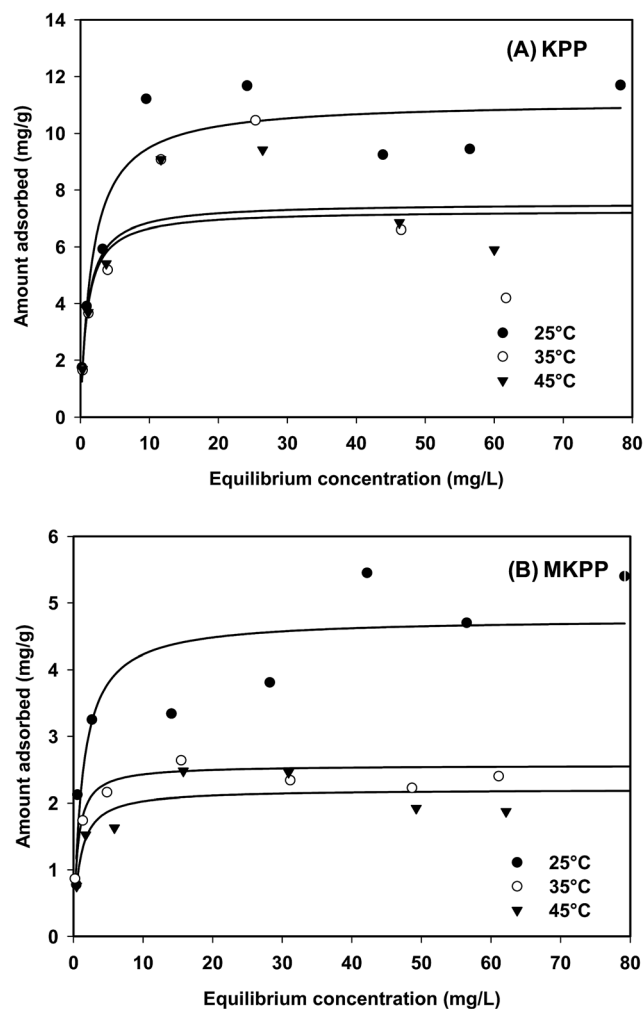 14
(A) KPP
12
10
8
6
4
2
0
Amount adsorbed (mg/g)
25°C
35°C
45°C
0 10 20 30 40 50 60 70 80
Equilibrium concentration (mg/L)
6
(B) MKPP
5
4
3
2
1
0
Amount adsorbed (mg/g)
25°C
35°C
45°C
0 10 20 30 40 50 60 70 80
Equilibrium concentration (mg/L)